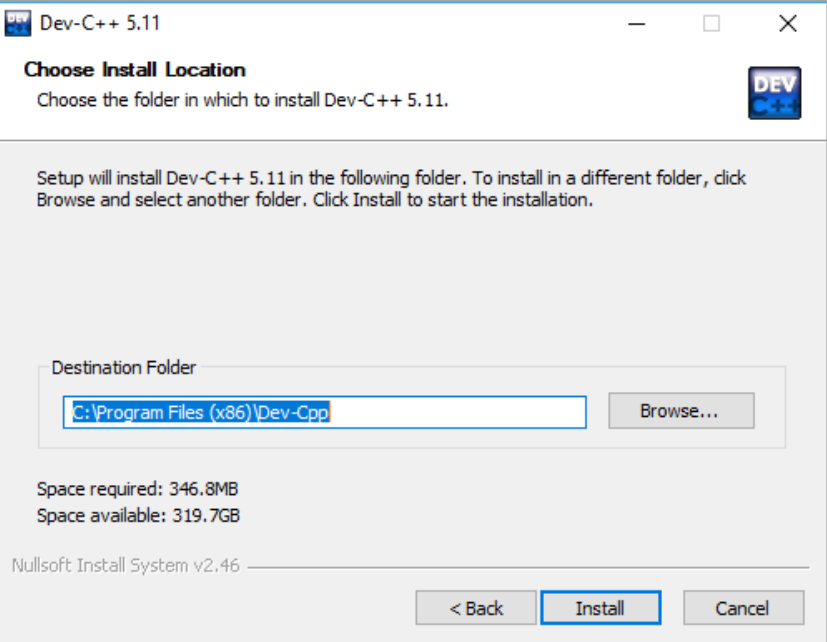 Dev-C++ 5.11
Choose Install Location
Choose the folder in which to install Dev-C++ 5.11.
DEV
C++
Setup will install Dev-C++ 5.11 in the following folder. To install in a different folder, click
Browse and select another folder. Click Install to start the installation.
Destination Folder
C:\Program Files (x86)\Dev-Cpp
Browse...
Space required: 346.8MB
Space available: 319.7GB
Nullsoft Install System v2.46
< Back
Install
Cancel